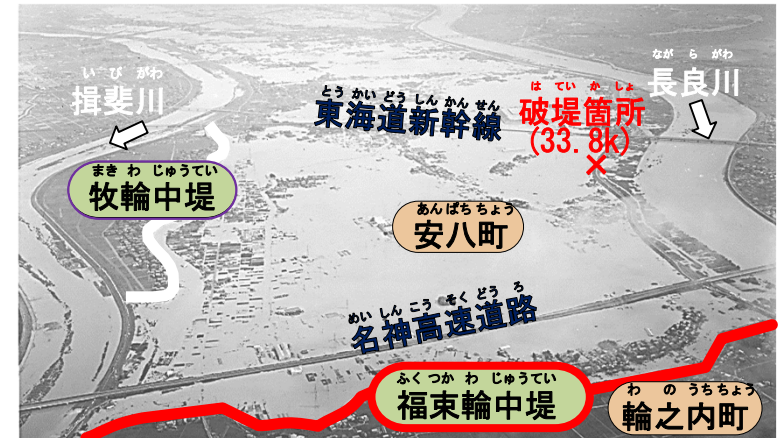 いびがわ
揖斐川
とうかいどうしんかんせん
東海道新幹線
はていかしょ
破堤箇所
(33.8k)
×
ながらがわ
長良川
まきわじゅうてい
牧輪中堤
あんぱちちょう
安八町
めいしんこうそくどうろ
名神高速道路
ふくつかわじゅうてい
福束輪中堤
わのうちちょう
輪之内町